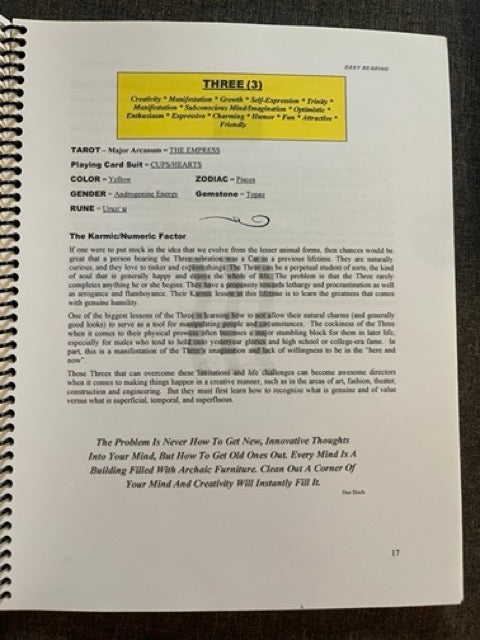 EASY READING
THREE (3)
Creativity * Manifestation * Growth * Self-Expression * Trinity *
Manifestation * Subconscious Mind/Imagination * Optimistic *
Enthusiasm * Expressive * Charming * Humor * Fun * Attractive *
Friendly
TAROT – Major Arcanum – THE EMPRESS
Playing Card Suit – CUPS/HEARTS
COLOR – Yellow ZODIAC – Pisces
GENDER – Androgenine Energy Gemstone – Topaz
RUNE –
The Karmic/Numeric Factor
If one were to put stock in the idea that we evolve from the lesser animal forms, then chances would be
great that a person bearing the Three vibration was a Cat in a previous lifetime. They are naturally
curious, and they love to tinker and explore things. The Three can be a perpetual student of sorts, the kind
of soul that is generally happy and enjoys the whole of life. The problem is that the Three rarely
completes anything he or she begins. They have a propensity towards lethargy and procrastination as well
as arrogance and flamboyance. Their Karmic lesson in this lifetime is to learn the greatness that comes
with genuine humility.
One of the biggest lessons of the Three is learning how to not allow their natural charms (and generally
good looks) to serve as a tool for manipulating people and circumstances. The cockiness of the Three
when it comes to their physical prowess often becomes a major stumbling block for them in later life,
especially for males who tend to hold onto yesteryear glories and high school or college-era fame. In
part, this is a manifestation of the Three's imagination and lack of willingness to be in the "here and
now".
Those Threes that can overcome these limitations and life challenges can become awesome directors
when it comes to making things happen in a creative manner, such as in the areas of art, fashion, theater,
construction and engineering. But they must first learn how to recognize what is genuine and of value
versus what is superficial, temporal, and superfluous.
The Problem Is Never How To Get New, Innovative Thoughts
Into Your Mind, But How To Get Old Ones Out. Every Mind Is A
Building Filled With Archaic Furniture. Clean Out A Corner Of
Your Mind And Creativity Will Instantly Fill It.
Dee Hock
17